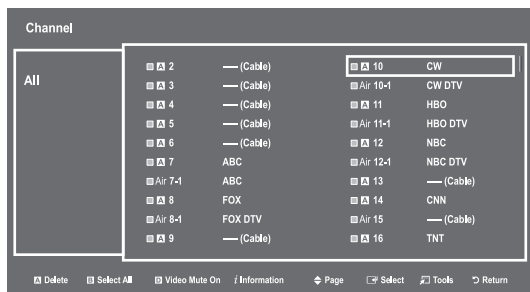 Channel
All
A 2 — (Cable)
A 3 — (Cable)
A 4 — (Cable)
A 5 — (Cable)
A 6 — (Cable)
A 7 ABC
Air 7-1 ABC
A 8 FOX
Air 8-1 FOX DTV
A 9 — (Cable)
A 10 CW
Air 10-1 CW DTV
A 11 HBO
Air 11-1 HBO DTV
A 12 NBC
Air 12-1 NBC DTV
A 13 — (Cable)
A 14 CNN
Air 15 — (Cable)
A 16 TNT
A Delete B Select All D Video Mute On i Information Page Select Tools Return